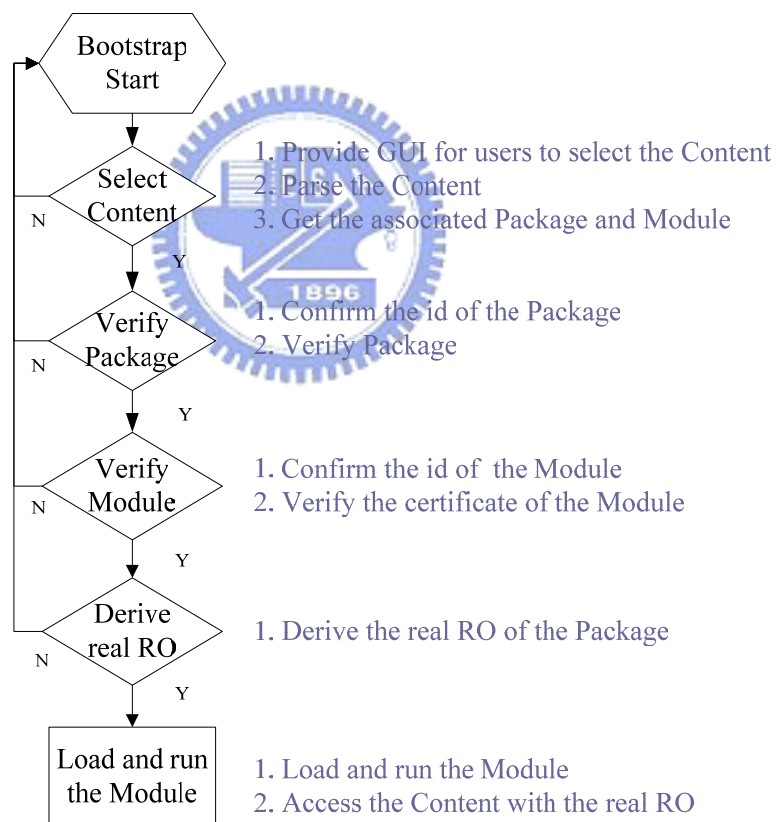 Bootstrap
Start
Select
Content
1. Provide GUI for users to select the Content
2. Parse the Content
3. Get the associated Package and Module
N
Y
1896
Verify
Package
1. Confirm the id of the Package
2. Verify Package
N
Y
Verify
Module
1. Confirm the id of  the Module
2. Verify the certificate of the Module
N
Y
Derive
real RO
1. Derive the real RO of the Package
N
Y
Load and run
the Module
1. Load and run the Module
2. Access the Content with the real RO